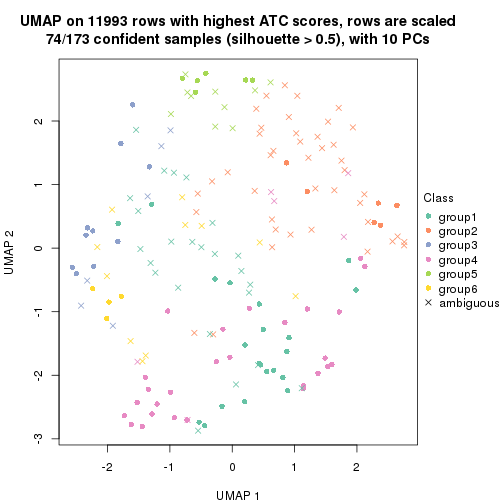 UMAP on 11993 rows with highest ATC scores, rows are scaled
74/173 confident samples (silhouette > 0.5), with 10 PCs
2
1
0
-1
-2
-3
UMAP 2
-2
-1
0
1
2
UMAP 1
Class
group1
group2
group3
group4
group5
group6
ambiguous